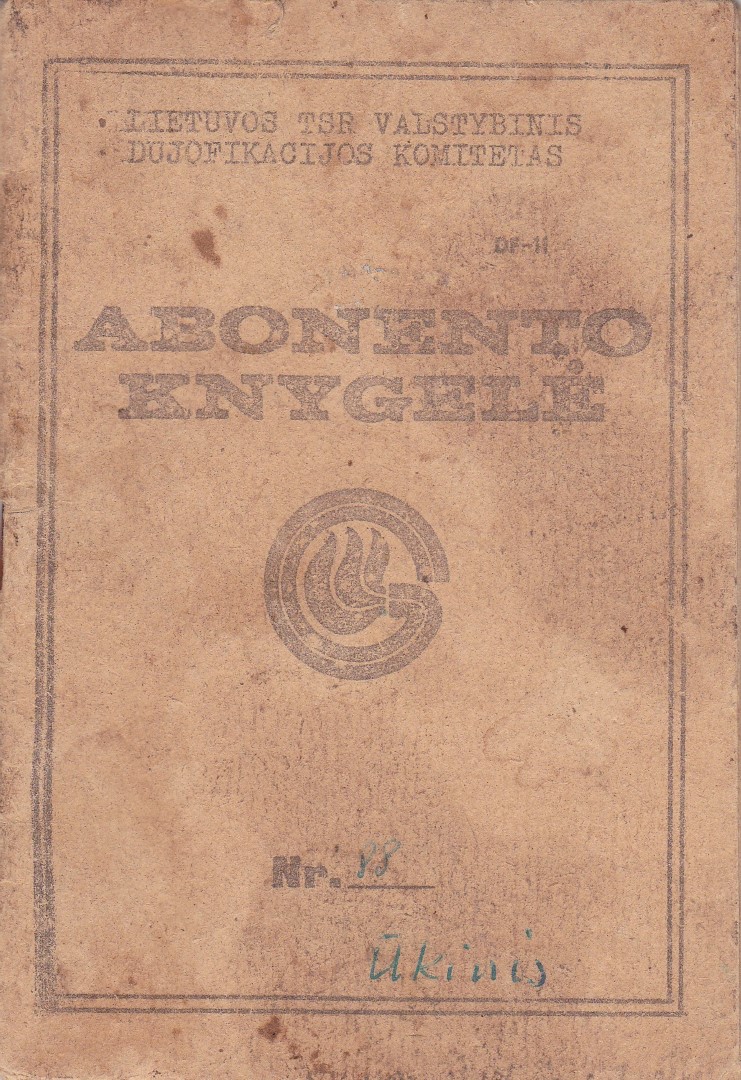 LIETUVOS TSR VALSTYBINIS
DUJOFIKACIJOS KOMITETAS
DF-11
ABONENTO
KNYGELĖ
Nr. 88
Ūkinis